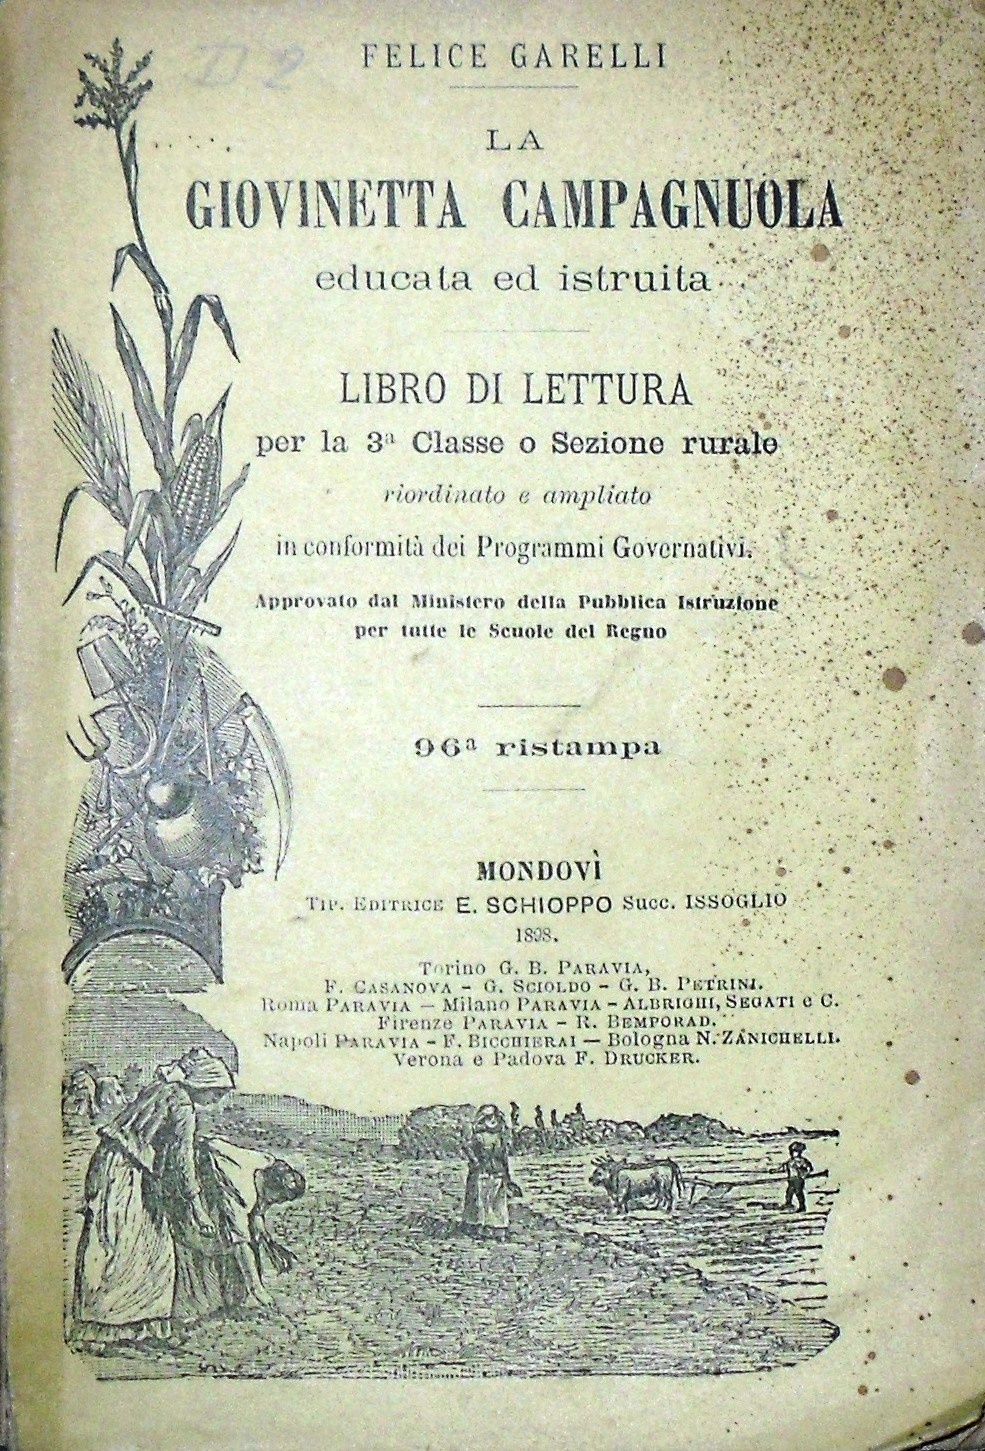 FELICE GARELLI
LA
GIOVINETTA CAMPAGNUOLA
educata ed istruita
LIBRO DI LETTURA
per la 3ª Classe o Sezione rurale
riordinato e ampliato
in conformità dei Programmi Governativi.
Approvato dal Ministero della Pubblica Istruzione
per tutte le Scuole del Regno
96ª ristampa
MONDOVÌ
TIP. EDITRICE E. SCHIOPPO Succ. ISSOGLIO
1898.
Torino G. B. PARAVIA,
F. CASANOVA - G. SCIOLDO - G. B. PETRINI.
Roma PARAVIA — Milano PARAVIA - ALBRIGHI, SEGATI e C.
Firenze PARAVIA - R. BEMPORAD.
Napoli PARAVIA - F. BICCHIERAI — Bologna N. ZANICHELLI.
Verona e Padova F. DRUCKER.